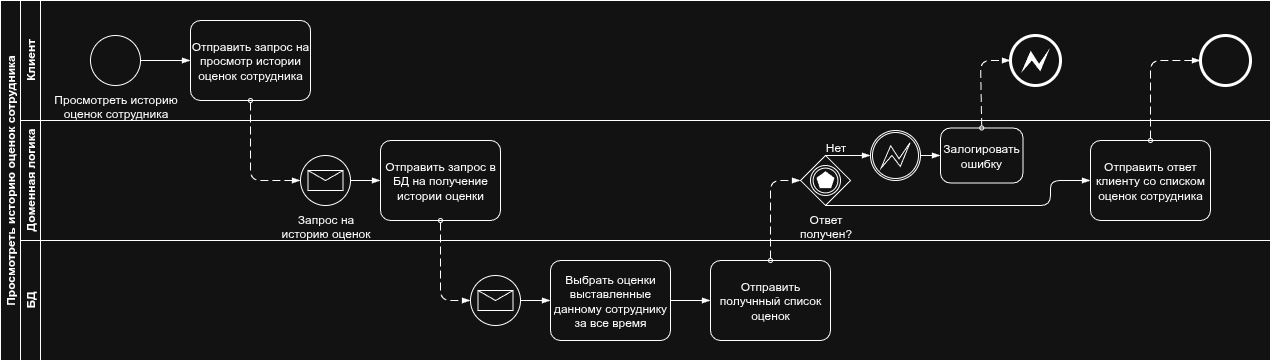 Просмотреть историю оценок сотрудника
Клиент
Просмотреть историю
оценок сотрудника
Отправить запрос на
просмотр истории
оценок сотрудника
Доменная логика
Запрос на
историю оценок
Отправить запрос в
БД на получение
истории оценки
Ответ
получен?
Нет
Залогировать
ошибку
Отправить ответ
клиенту со списком
оценок сотрудника
БД
Выбрать оценки
выставленные
данному сотруднику
за все время
Отправить
получнный список
оценок